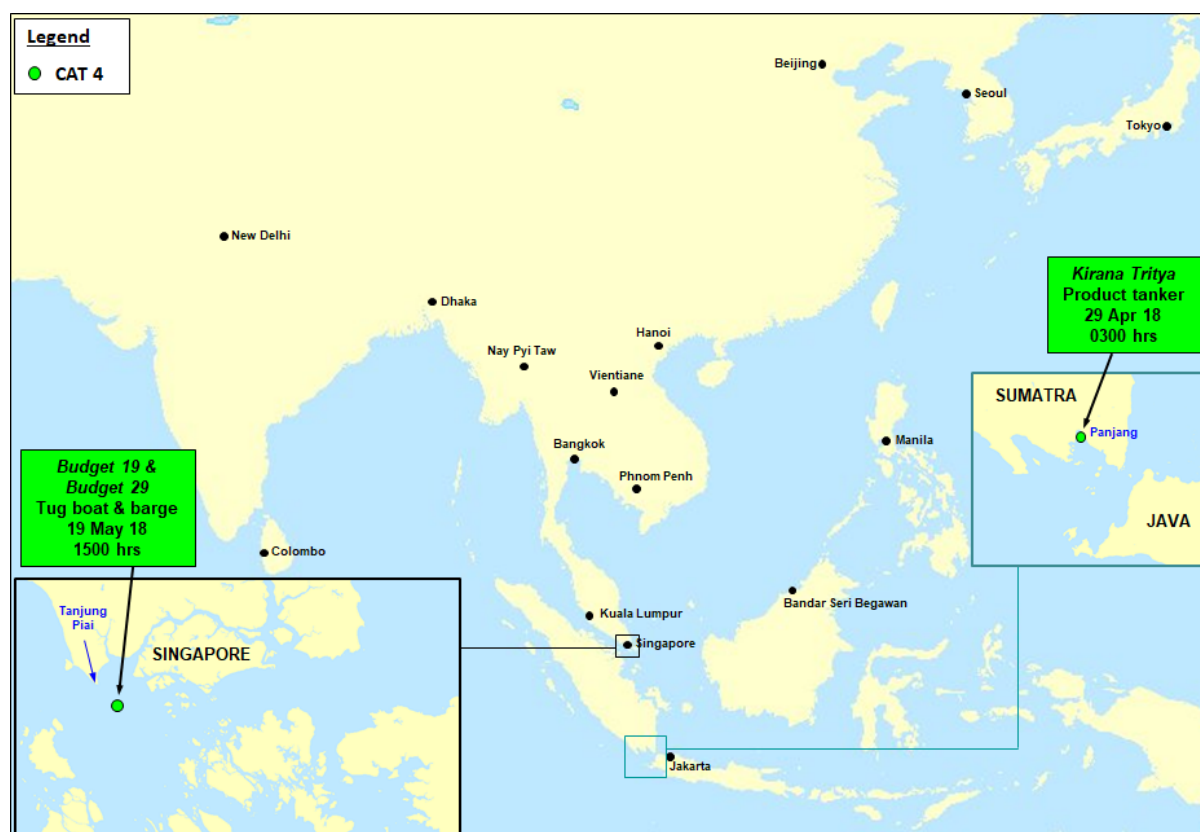 Legend
CAT 4
Beijing
Seoul
Tokyo
New Delhi
Dhaka
Hanoi
Nay Pyi Taw
Vientiane
Bangkok
Manila
Phnom Penh
Colombo
Kuala Lumpur
Bandar Seri Begawan
Singapore
Jakarta
Kirana Tritya
Product tanker
29 Apr 18
0300 hrs
SUMATRA
Panjang
JAVA
Budget 19 &
Budget 29
Tug boat & barge
19 May 18
1500 hrs
Tanjung
Piai
SINGAPORE